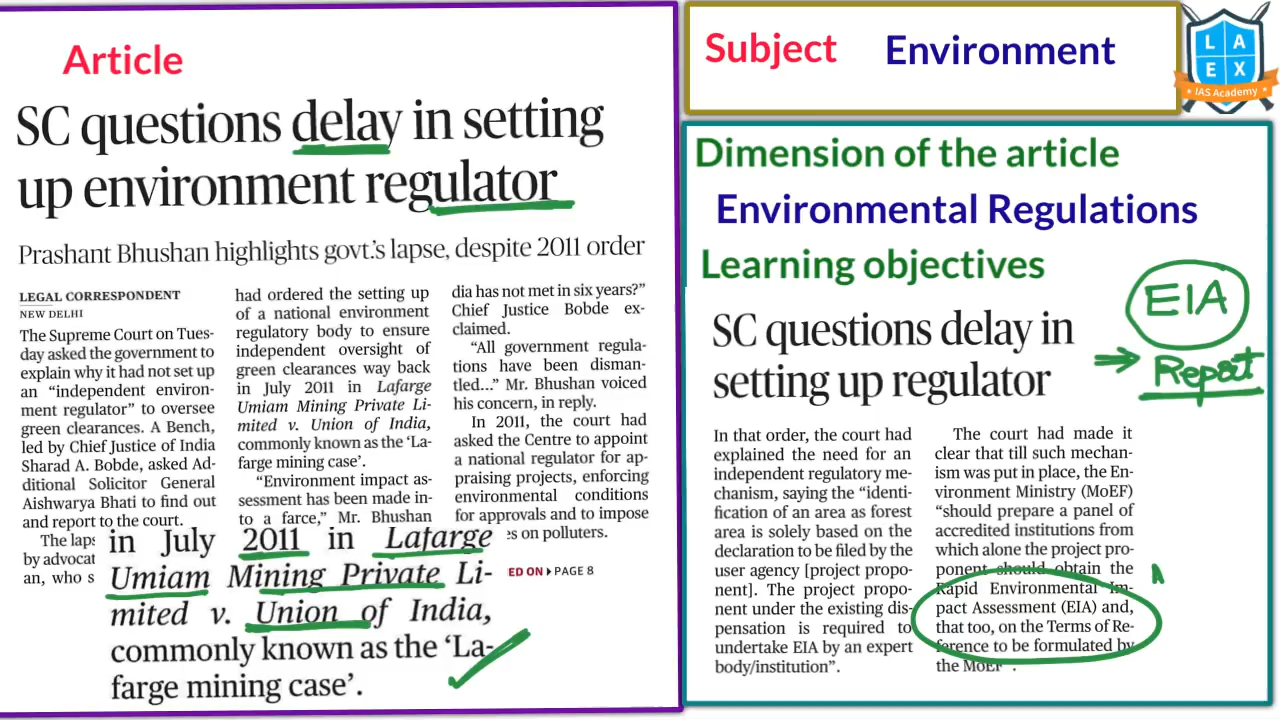 Article
SC questions delay in setting
up environment regulator
Prashant Bhushan highlights govt.'s lapse, despite 2011 order
LEGAL CORRESPONDENT
NEW DELHI
The Supreme Court on Tues-
day asked the government to
explain why it had not set up
an “independent environ-
ment regulator” to oversee
green clearances. A Bench,
led by Chief Justice of India
Sharad A. Bobde, asked Ad-
ditional Solicitor General
Aishwarya Bhati to find out
and report to the court.
The laps
by advocat
an, who s
had ordered the setting up
of a national environment
regulatory body to ensure
independent oversight of
green clearances way back
in July 2011 in Lafarge
Umiam Mining Private Li-
mited v. Union of India,
commonly known as the ‘La-
farge mining case’.
“Environment impact as-
sessment has been made in-
to a farce,” Mr. Bhushan
dia has not met in six years?”
Chief Justice Bobde ex-
claimed.
“All government regula-
tions have been disman-
tled...” Mr. Bhushan voiced
his concern, in reply.
In 2011, the court had
asked the Centre to appoint
a national regulator for ap-
praising projects, enforcing
environmental conditions
for approvals and to impose
es on polluters.
ED ON PAGE 8
in July 2011 in Lafarge
Umiam Mining Private Li-
mited v. Union of India,
commonly known as the ‘La-
farge mining case’.
Subject Environment
LA
EX
IAS Academy
Dimension of the article
Environmental Regulations
Learning objectives
EIA
Report
SC questions delay in
setting up regulator
In that order, the court had
explained the need for an
independent regulatory me-
chanism, saying the “identi-
fication of an area as forest
area is solely based on the
declaration to be filed by the
user agency [project propo-
nent]. The project propo-
nent under the existing dis-
pensation is required to
undertake EIA by an expert
body/institution”.
The court had made it
clear that till such mechan-
ism was put in place, the En-
vironment Ministry (MoEF)
“should prepare a panel of
accredited institutions from
which alone the project pro-
ponent should obtain the
Rapid Environmental Im-
pact Assessment (EIA) and,
that too, on the Terms of Re-
ference to be formulated by
the MoEF”.